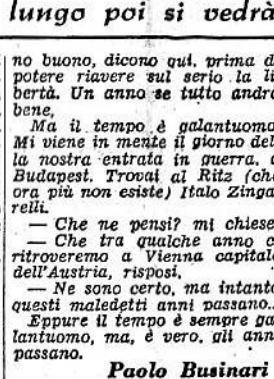 lungo poi si vedrà
no buono, dicono qui, prima d
potere riavere sul serio la li
bertà. Un anno se tutto andrà
bene,
Ma il tempo è galantuomo
Mi viene in mente il giorno del
la nostra entrata in guerra, a
Budapest. Trovai al Ritz (che
ora più non esiste) Italo Zinga
relli.
— Che ne pensi? mi chiese
— Che tra qualche anno c
ritroveremo a Vienna capitale
dell'Austria, risposi.
— Ne sono certo, ma intanto
questi maledetti anni passano..
Eppure il tempo è sempre ga
lantuomo, ma, è vero, gli ann
passano.
Paolo Businari